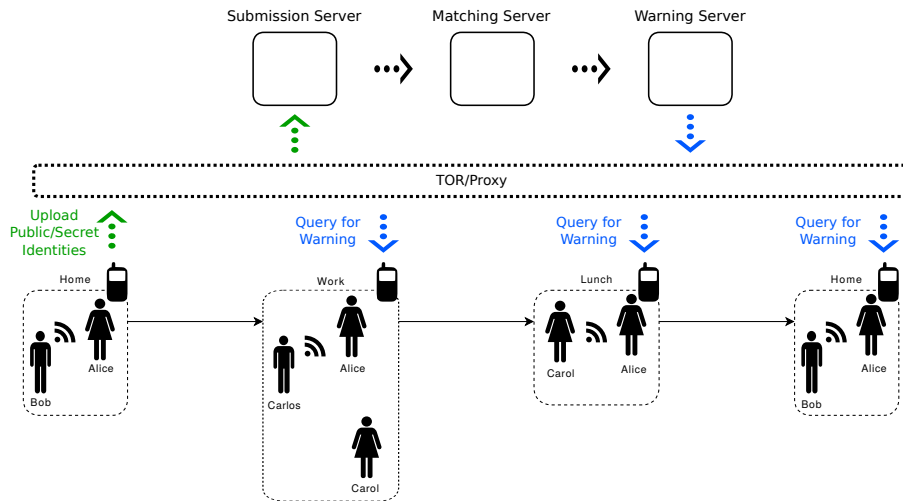 Submission Server
Matching Server
Warning Server
TOR/Proxy
Upload
Public/Secret
Identities
Query for
Warning
Query for
Warning
Query for
Warning
Home
Work
Lunch
Home
Alice
Bob
Alice
Carlos
Carol
Carol
Alice
Alice
Bob